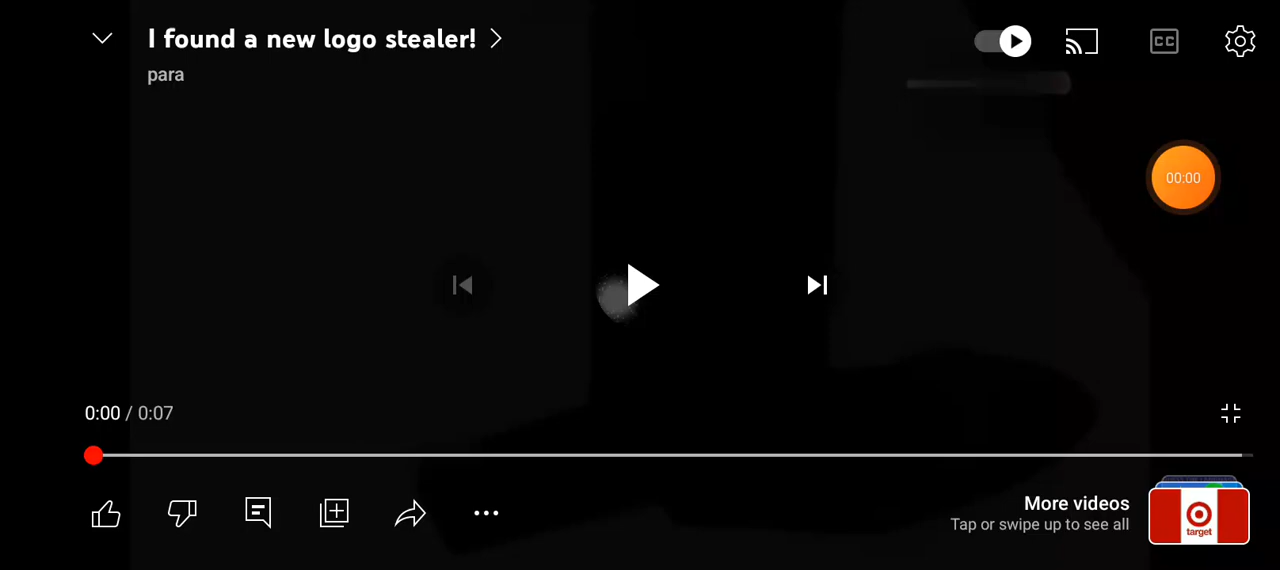 I found a new logo stealer!
para
CC
00:00
0:00 / 0:07
More videos
Tap or swipe up to see all
target